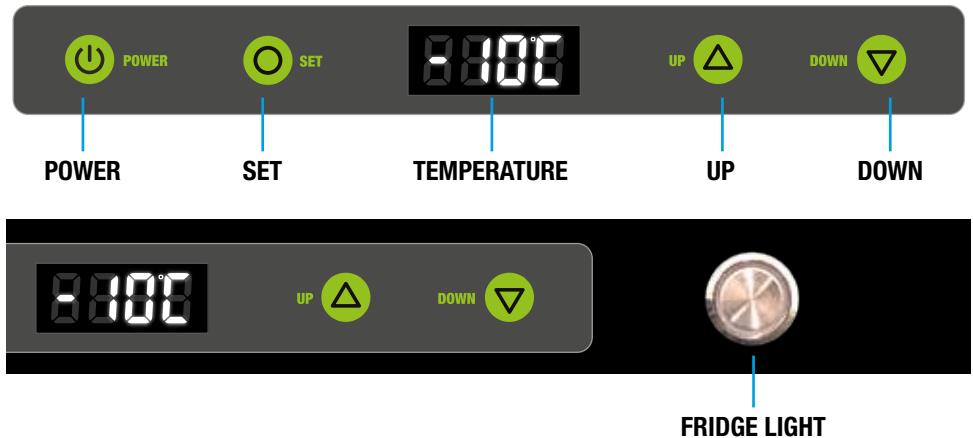 POWER SET -10°C UP DOWN
POWER SET TEMPERATURE UP DOWN
-10°C UP DOWN
FRIDGE LIGHT